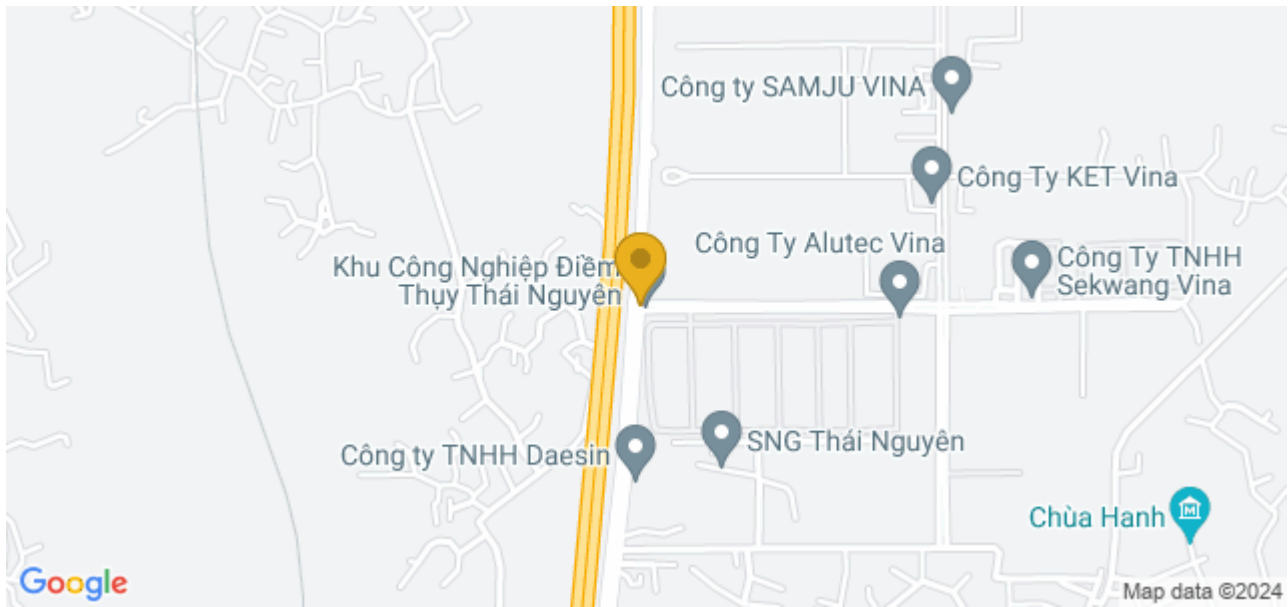 Công ty SAMJU VINA
Công Ty KET Vina
Công Ty Alutec Vina
Khu Công Nghiệp Điềm
Thụy Thái Nguyên
Công Ty TNHH
Sekwang Vina
Công ty TNHH Daesin
SNG Thái Nguyên
Chùa Hanh
Google
Map data ©2024